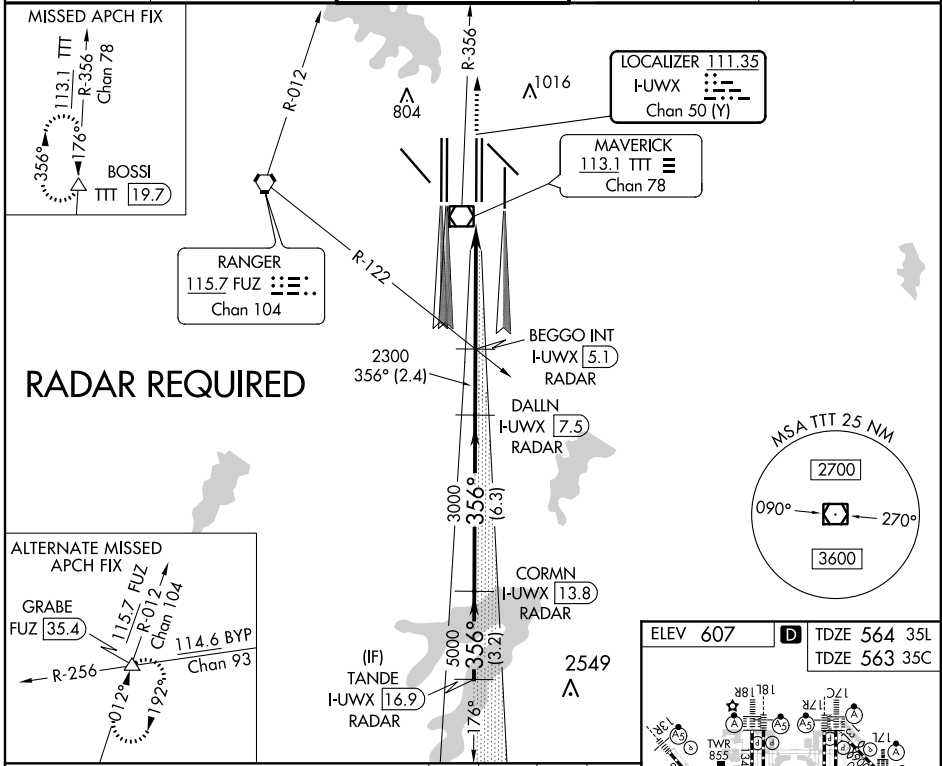 MISSED APCH FIX
113.1 TTT
R-356
Chan 78
356°
176°
BOSSI
TTT 19.7
R-012
R-356
804
1016
LOCALIZER 111.35
I-UWX
Chan 50 (Y)
MAVERICK
113.1 TTT
Chan 78
RANGER
115.7 FUZ
Chan 104
R-122
RADAR REQUIRED
2300
356° (2.4)
BEGGO INT
I-UWX 5.1
RADAR
DALLN
I-UWX 7.5
RADAR
3000
356°
(6.3)
MSA TTT 25 NM
2700
090°
270°
3600
CORMN
I-UWX 13.8
RADAR
5000
356°
(3.2)
(IF)
TANDE
I-UWX 16.9
RADAR
176°
2549
ALTERNATE MISSED
APCH FIX
GRABE
FUZ 35.4
115.7 FUZ
R-012
Chan 104
114.6 BYP
Chan 93
R-256
012°
192°
ELEV 607
D
TDZE 564 35L
TDZE 563 35C
18R
18L
17R
17C
13R
17L
A
A5
A5
A
A5
A
P
P
P
P
P
TWR
855
134